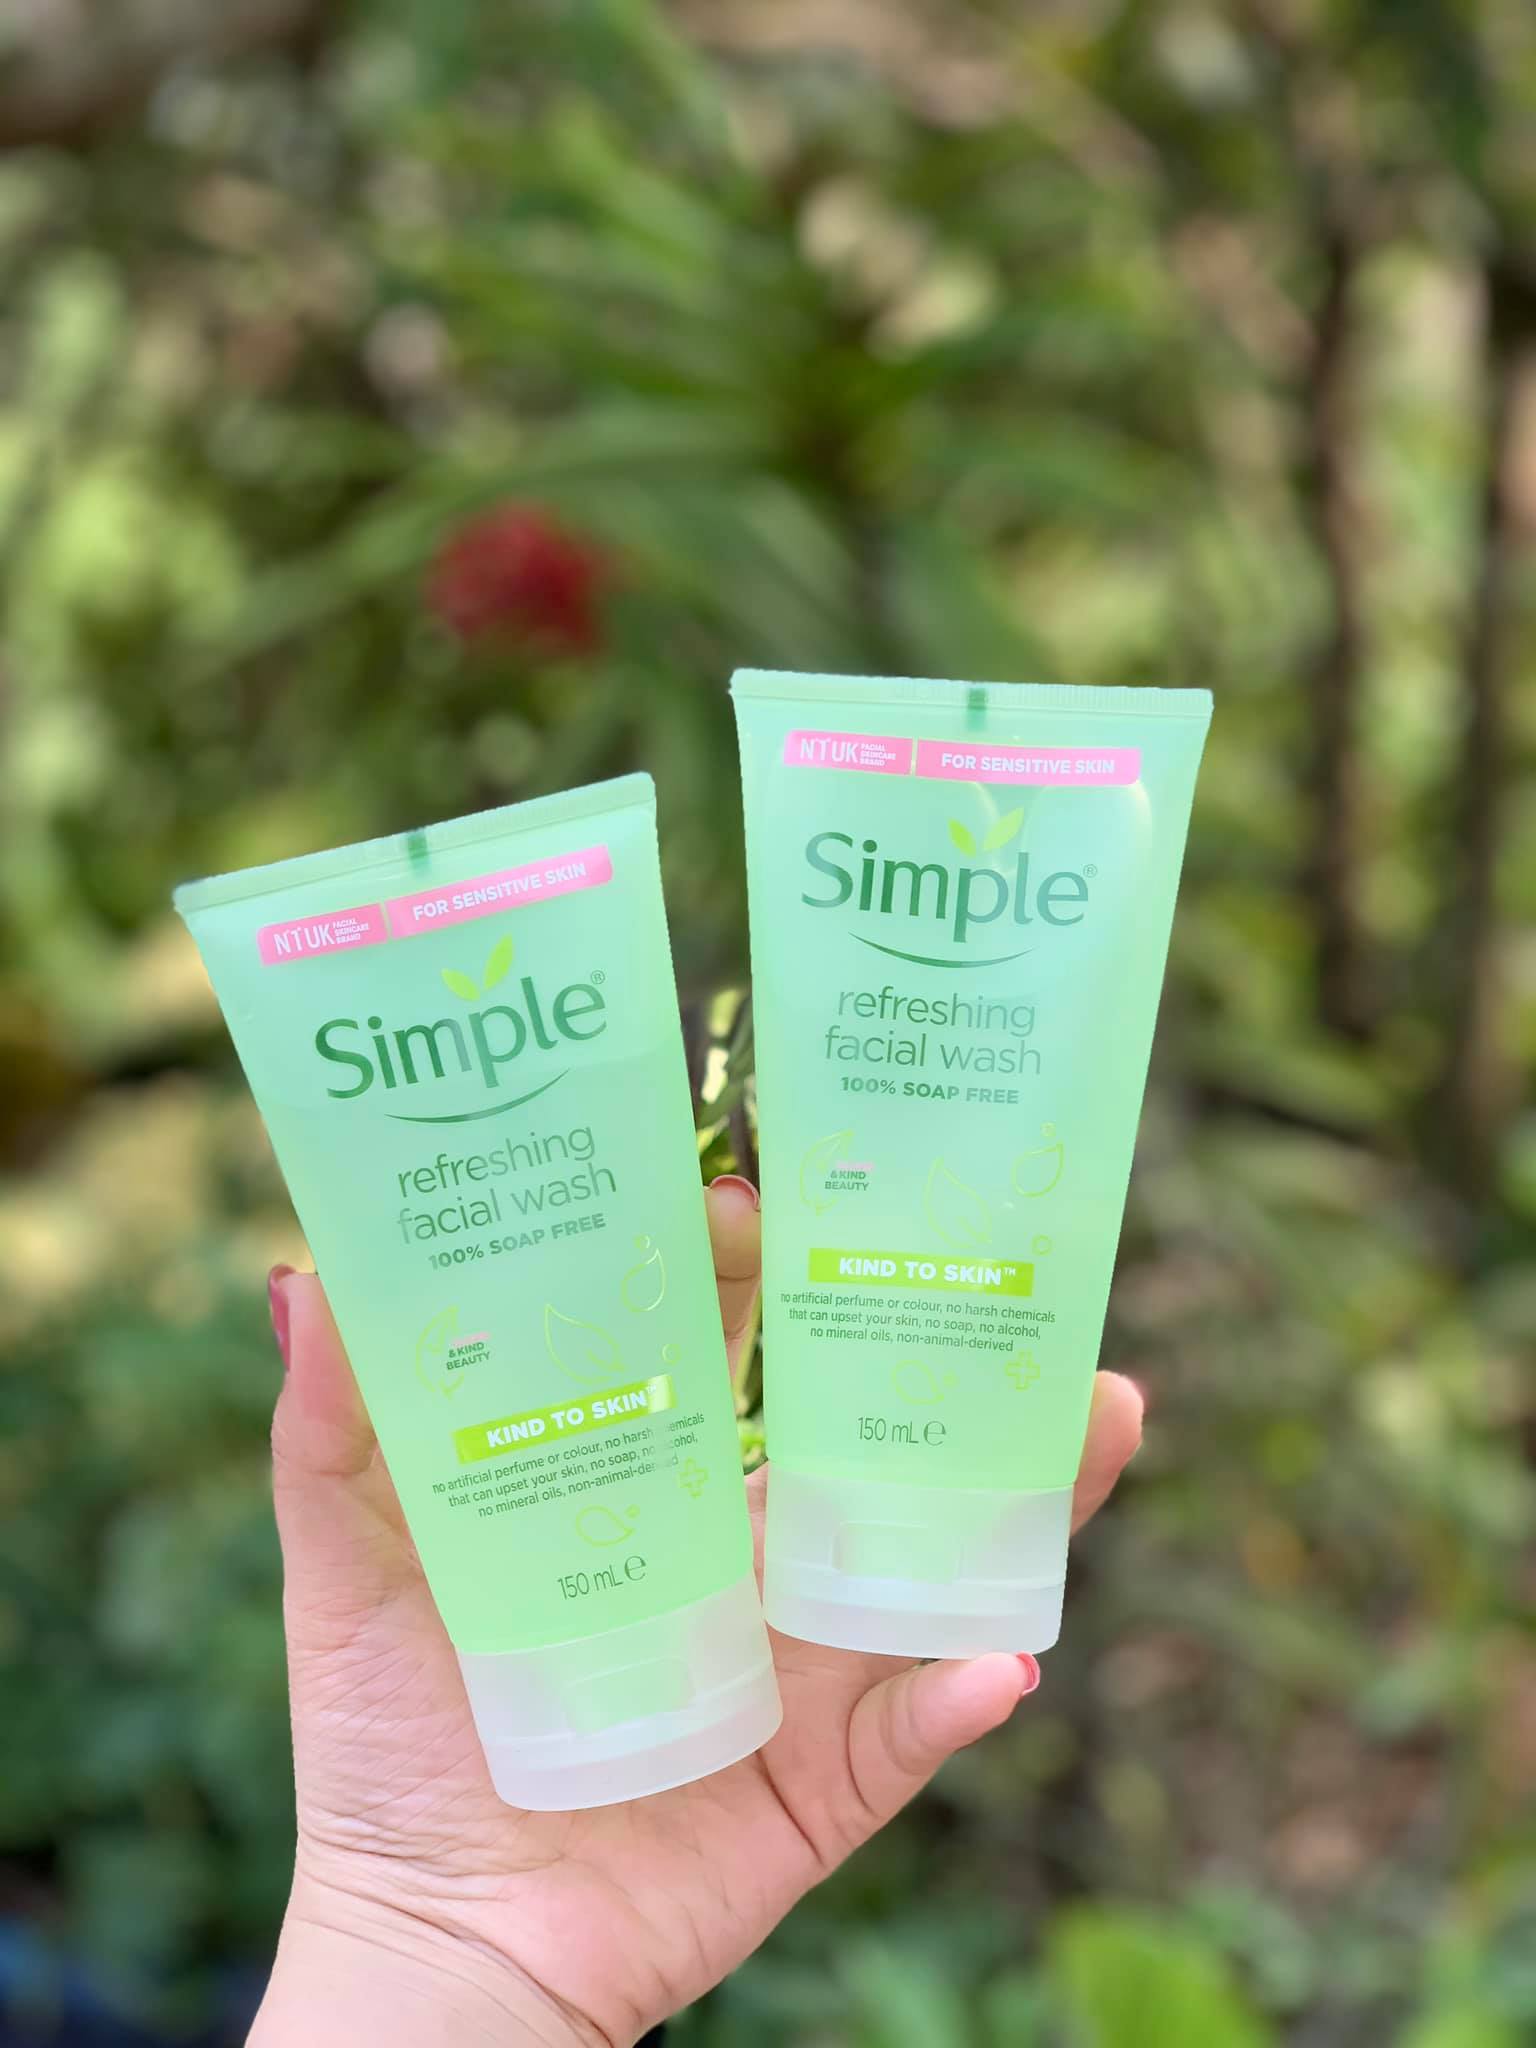 N°1 UK FACIAL SKINCARE BRAND
FOR SENSITIVE SKIN
Simple®
refreshing
facial wash
100% SOAP FREE
& KIND
BEAUTY
KIND TO SKIN™
no artificial perfume or colour, no harsh chemicals
that can upset your skin, no soap, no alcohol,
no mineral oils, non-animal-derived
150 mL ℮
N°1 UK FACIAL SKINCARE BRAND
FOR SENSITIVE SKIN
Simple®
refreshing
facial wash
100% SOAP FREE
& KIND
BEAUTY
KIND TO SKIN™
no artificial perfume or colour, no harsh chemicals
that can upset your skin, no soap, no alcohol,
no mineral oils, non-animal-derived
150 mL ℮